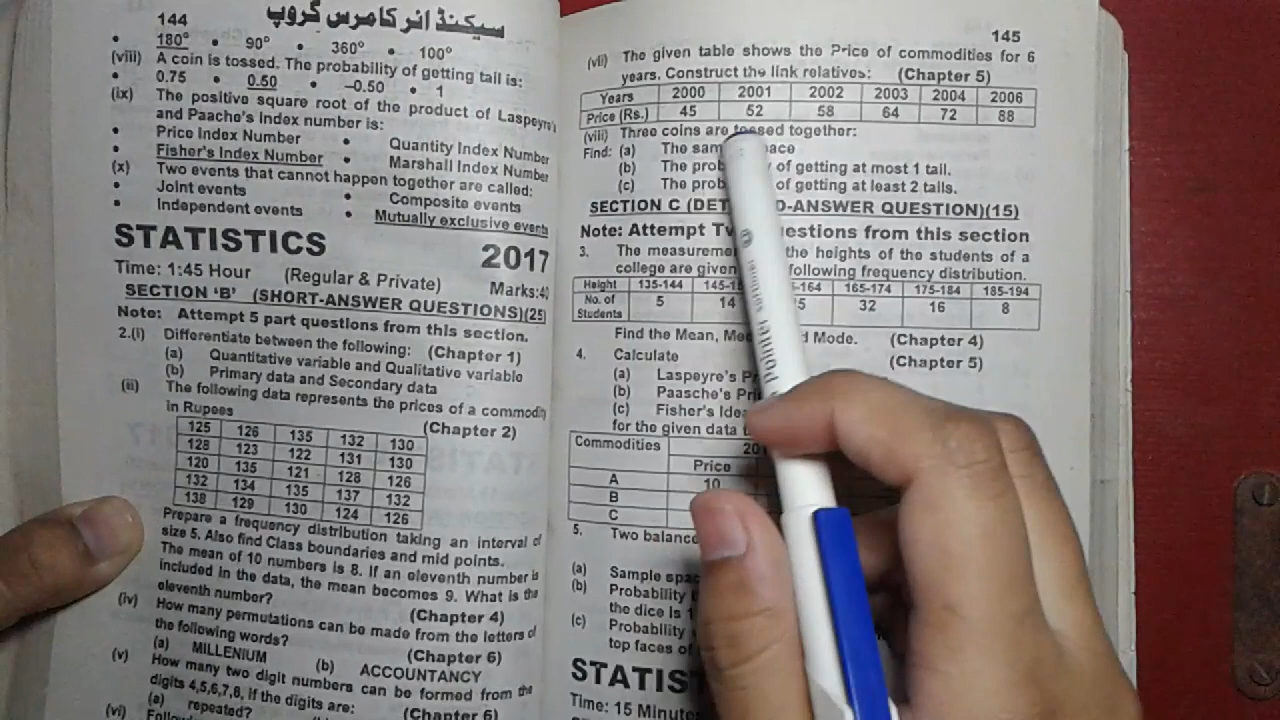 144
سیکنڈ ائر کامرس گروپ
• 180° • 90° • 360° • 100°
(viii) A coin is tossed. The probability of getting tail is:
• 0.75 • 0.50 • –0.50 • 1
(ix) The positive square root of the product of Laspeyre's
and Paache's Index number is:
• Price Index Number • Quantity Index Number
• Fisher's Index Number • Marshall Index Number
(x) Two events that cannot happen together are called:
• Joint events • Composite events
• Independent events • Mutually exclusive events
STATISTICS 2017
Time: 1:45 Hour (Regular & Private) Marks:40
SECTION 'B' (SHORT-ANSWER QUESTIONS)(25)
Note: Attempt 5 part questions from this section.
2.(i) Differentiate between the following: (Chapter 1)
(a) Quantitative variable and Qualitative variable
(b) Primary data and Secondary data
(ii) The following data represents the prices of a commodity
in Rupees (Chapter 2)
125 126 135 132 130
128 123 122 131 130
120 135 121 128 126
132 134 135 137 132
138 129 130 124 126
Prepare a frequency distribution taking an interval of
size 5. Also find Class boundaries and mid points.
The mean of 10 numbers is 8. If an eleventh number is
included in the data, the mean becomes 9. What is the
eleventh number? (Chapter 4)
(iv) How many permutations can be made from the letters of
the following words? (Chapter 6)
(a) MILLENIUM (b) ACCOUNTANCY
(v) How many two digit numbers can be formed from the
digits 4,5,6,7,8, if the digits are: (Chapter 6)
(a) repeated?
(vi)
145
(vii) The given table shows the Price of commodities for 6
years. Construct the link relatives: (Chapter 5)
Years 2000 2001 2002 2003 2004 2006
Price (Rs.) 45 52 58 64 72 88
(viii) Three coins are tossed together:
Find: (a) The
(b) The of getting at most 1 tail.
(c) The of getting at least 2 tails.
SECTION C QUESTION)(15)
Note: Attempt from this section
3. The the heights of the students of a
college are given following frequency distribution.
Height 135-144 165-174 175-184 185-194
No. of Students 5 14 32 16 8
Find the Mean, Mode. (Chapter 4)
4. Calculate (Chapter 5)
(a) Laspeyre's
(b) Paasche's
(c) Fisher's
for the given data
Commodities
Price
A 10
B
C
5. Two
(a) Sample
(b) Probability
the dice is 1
(c) Probability
top faces of
Time: 15
pointer